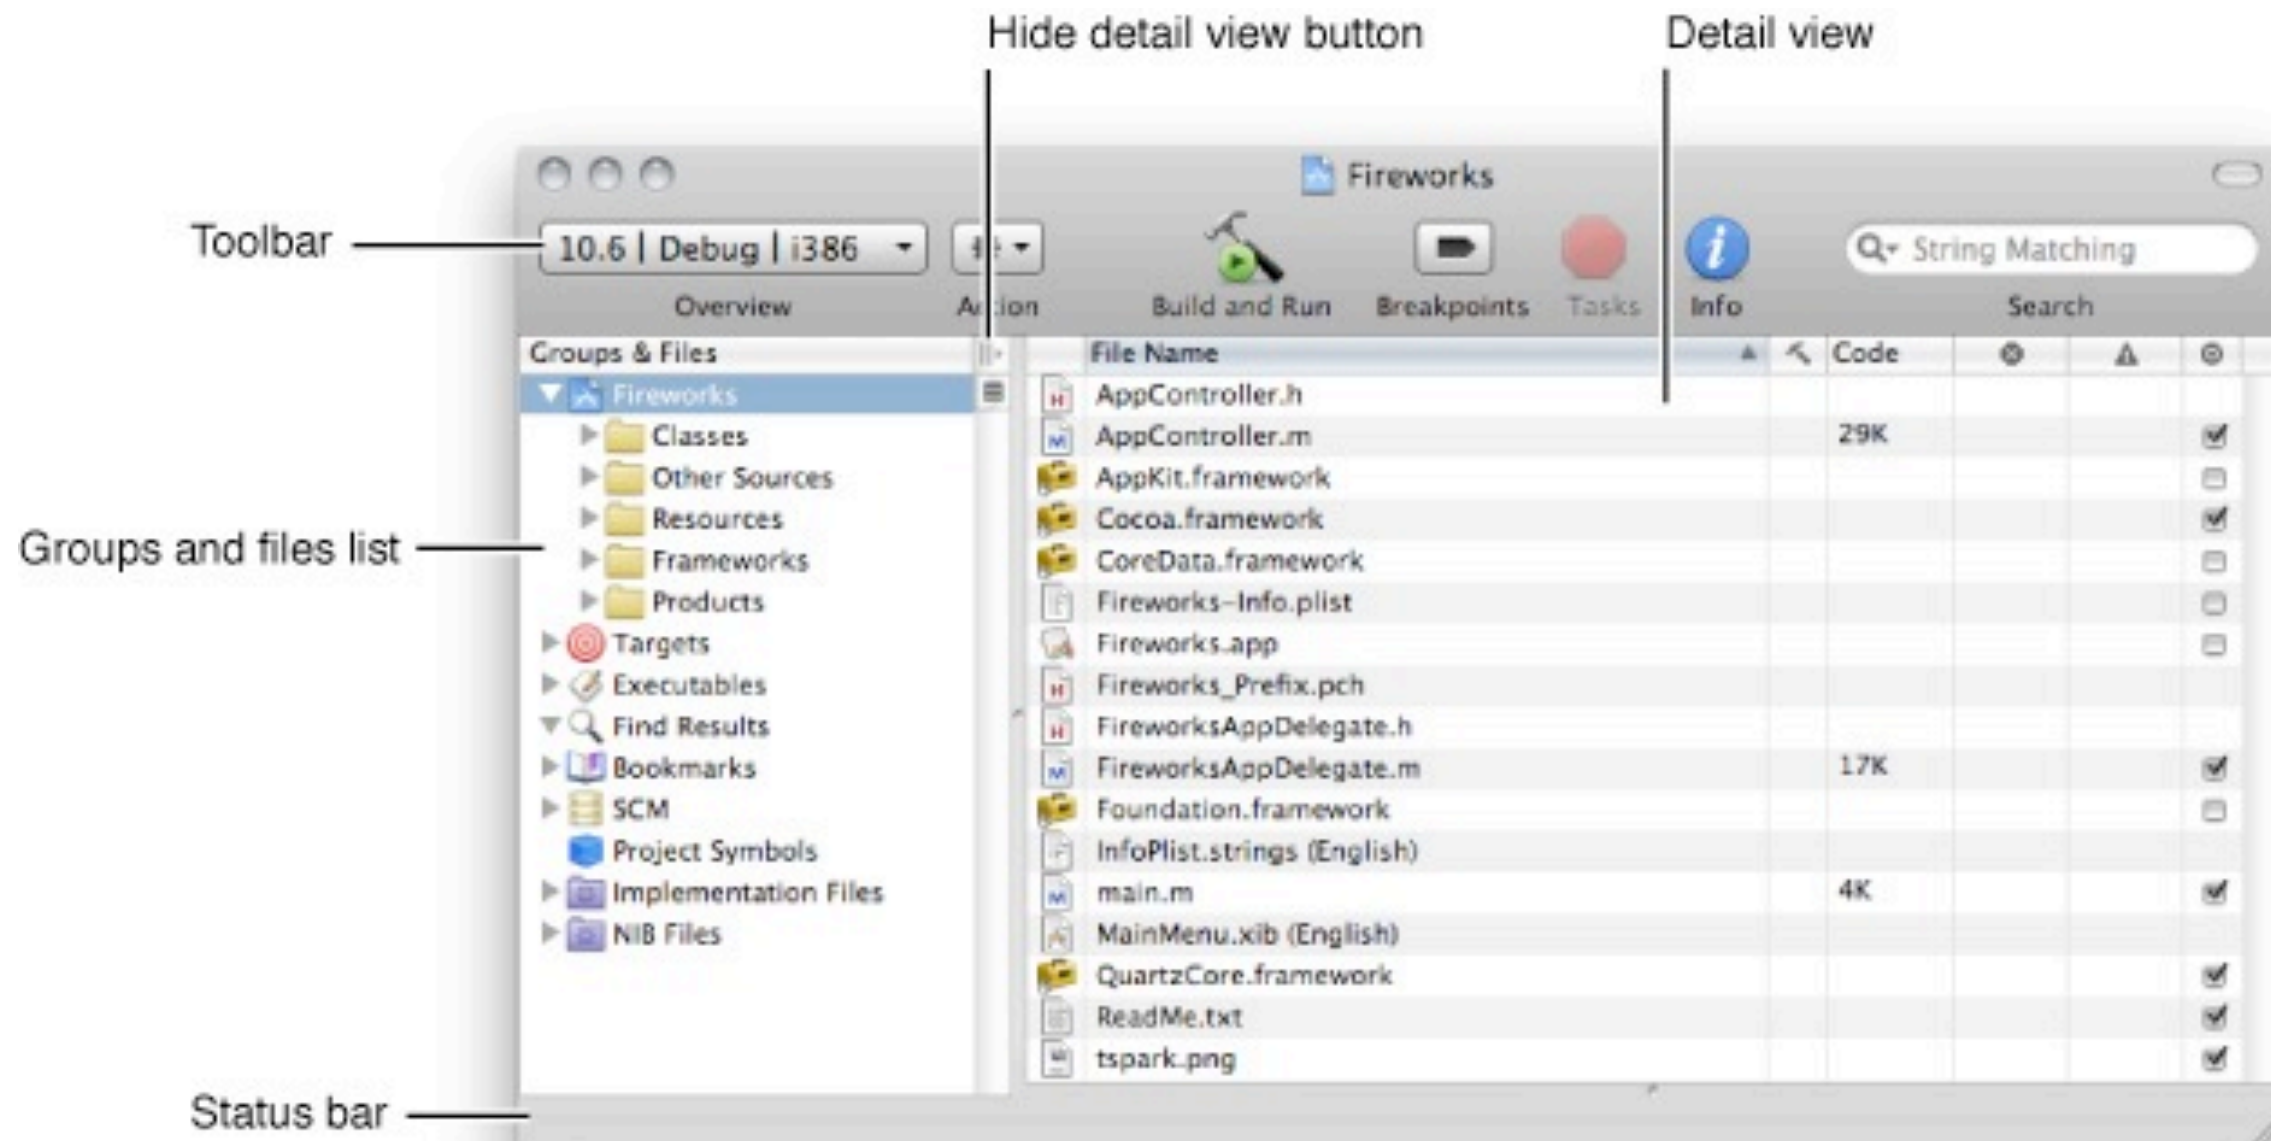 Hide detail view button
Detail view
Fireworks
Toolbar
10.6 | Debug | i386
String Matching
Overview
Action
Build and Run
Breakpoints
Tasks
Info
Search
Groups & Files
File Name
Code
Fireworks
AppController.h
Classes
AppController.m
29K
Other Sources
AppKit.framework
Resources
Cocoa.framework
Groups and files list
Frameworks
CoreData.framework
Products
Fireworks-Info.plist
Targets
Fireworks.app
Executables
Fireworks_Prefix.pch
Find Results
FireworksAppDelegate.h
Bookmarks
FireworksAppDelegate.m
17K
SCM
Foundation.framework
Project Symbols
InfoPlist.strings (English)
Implementation Files
main.m
4K
NIB Files
MainMenu.xib (English)
QuartzCore.framework
ReadMe.txt
tspark.png
Status bar